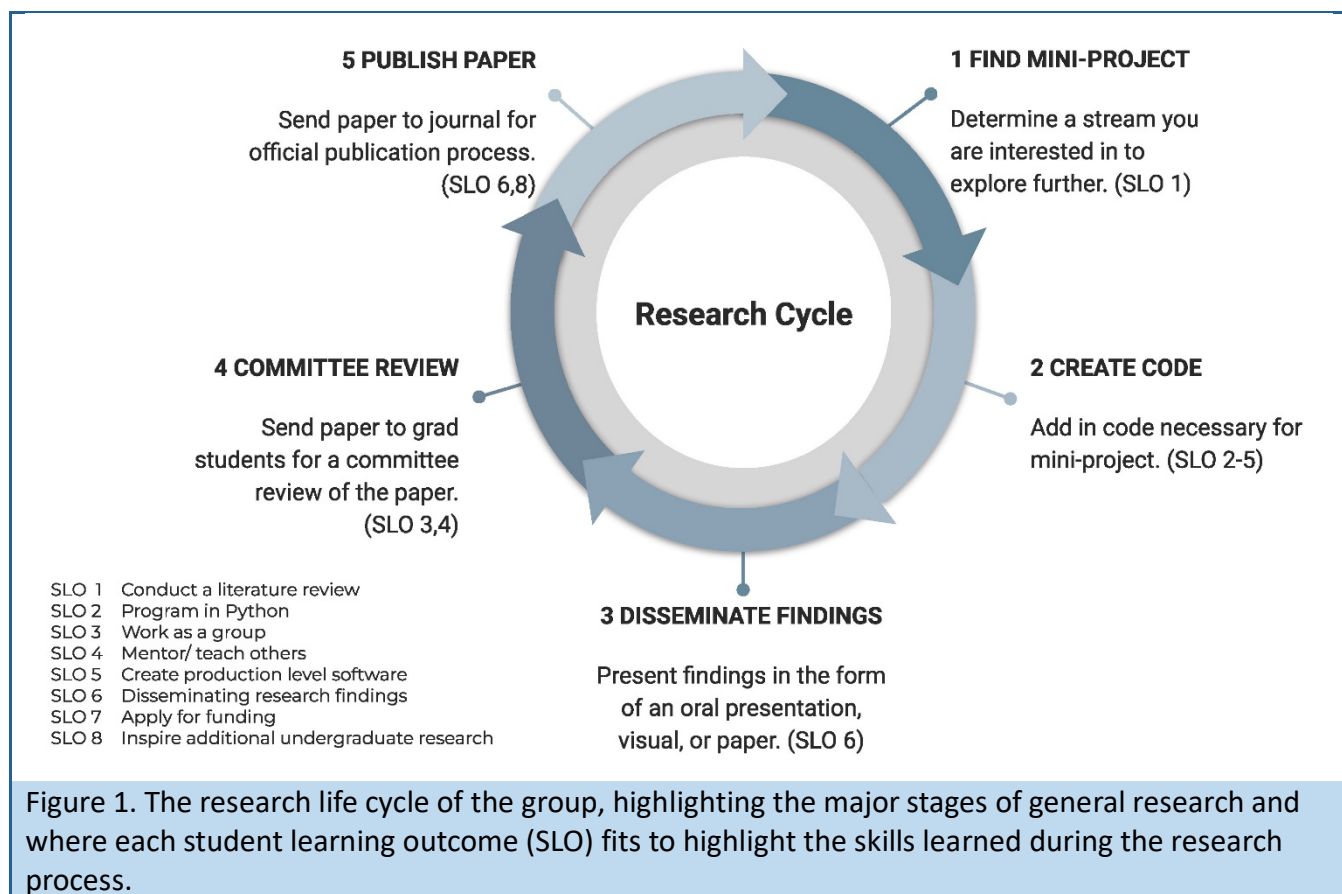 5 PUBLISH PAPER
Send paper to journal for
official publication process.
(SLO 6,8)
1 FIND MINI-PROJECT
Determine a stream you
are interested in to
explore further. (SLO 1)
Research Cycle
4 COMMITTEE REVIEW
Send paper to grad
students for a committee
review of the paper.
(SLO 3,4)
2 CREATE CODE
Add in code necessary for
mini-project. (SLO 2-5)
3 DISSEMINATE FINDINGS
Present findings in the form
of an oral presentation,
visual, or paper. (SLO 6)
SLO 1 Conduct a literature review
SLO 2 Program in Python
SLO 3 Work as a group
SLO 4 Mentor/ teach others
SLO 5 Create production level software
SLO 6 Disseminating research findings
SLO 7 Apply for funding
SLO 8 Inspire additional undergraduate research
Figure 1. The research life cycle of the group, highlighting the major stages of general research and
where each student learning outcome (SLO) fits to highlight the skills learned during the research
process.